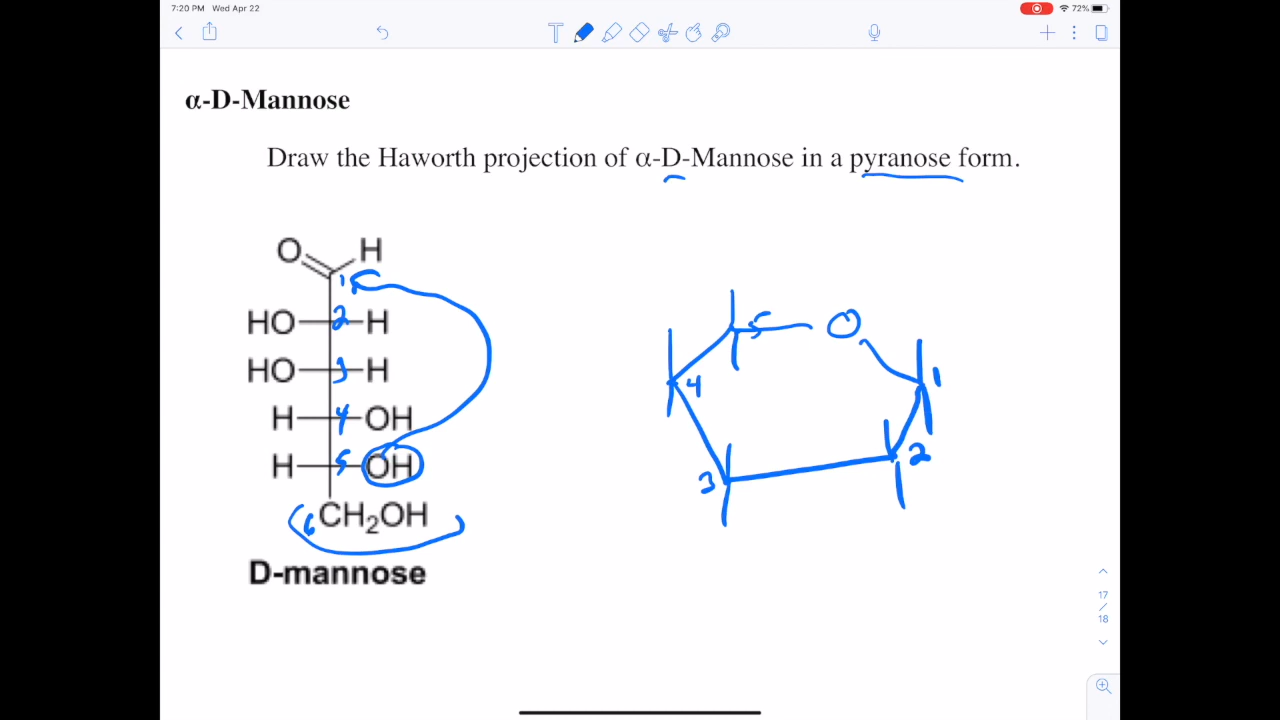 7:20 PM Wed Apr 22
72%
T
α-D-Mannose
Draw the Haworth projection of α-D-Mannose in a pyranose form.
O H
1
HO 2 H
HO 3 H
H 4 OH
H 5 OH
6 CH₂OH
D-mannose
5 O
4 1
3 2
17
/
18